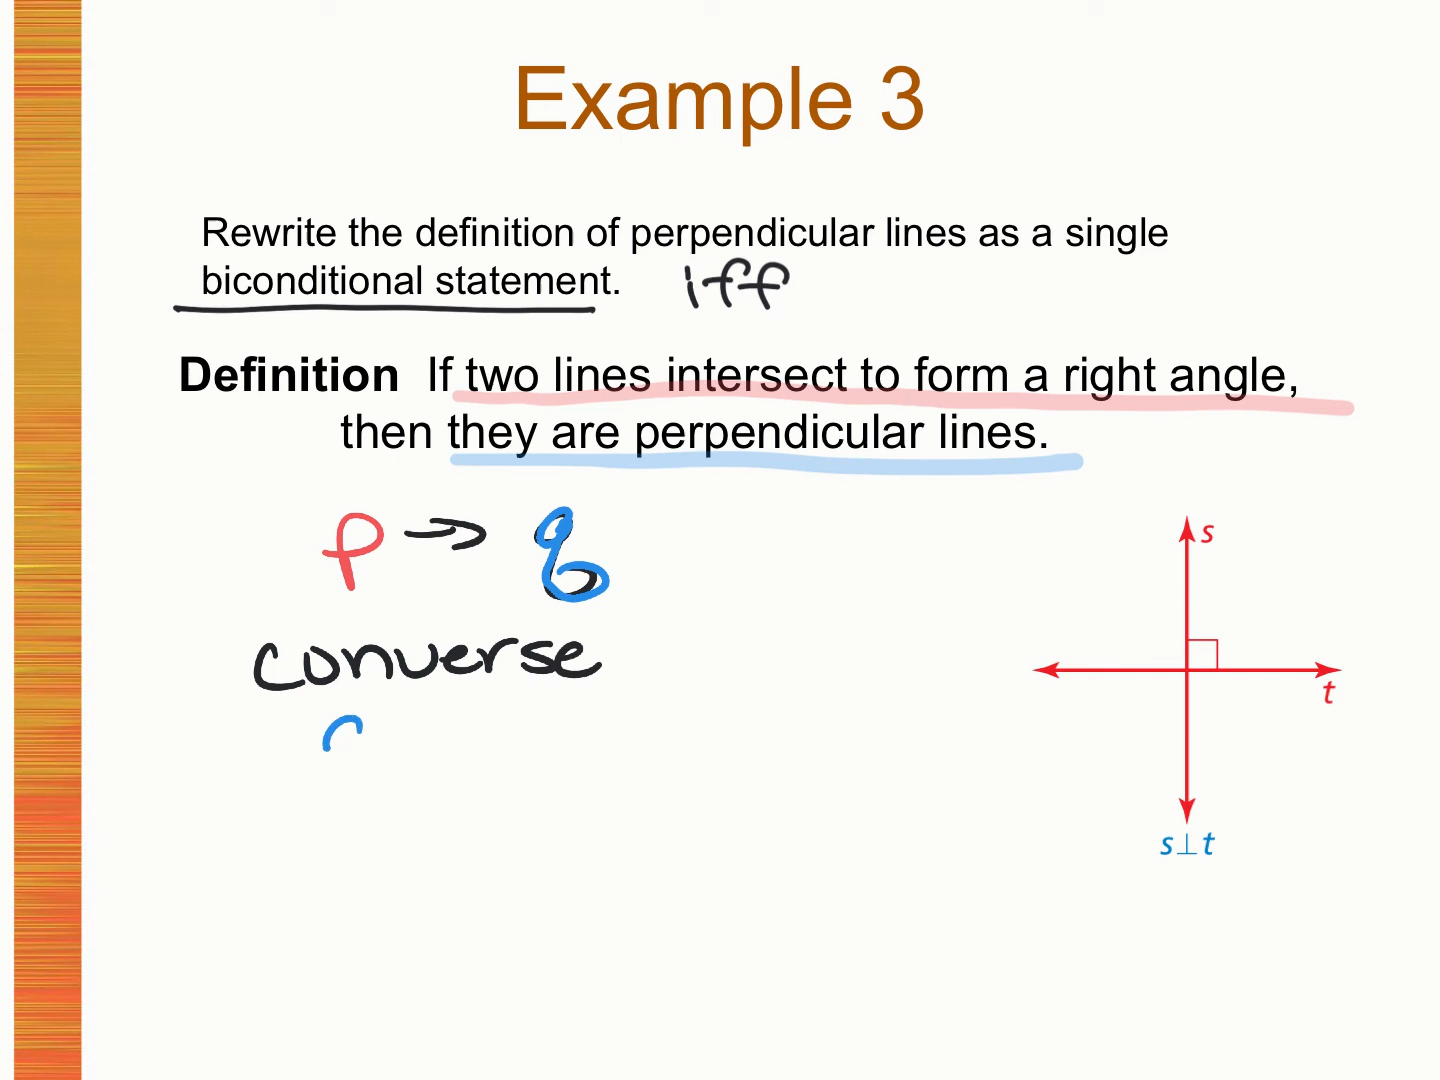 Example 3
Rewrite the definition of perpendicular lines as a single
biconditional statement. iff
Definition If two lines intersect to form a right angle,
then they are perpendicular lines.
p → q
converse
s
t
s⊥t